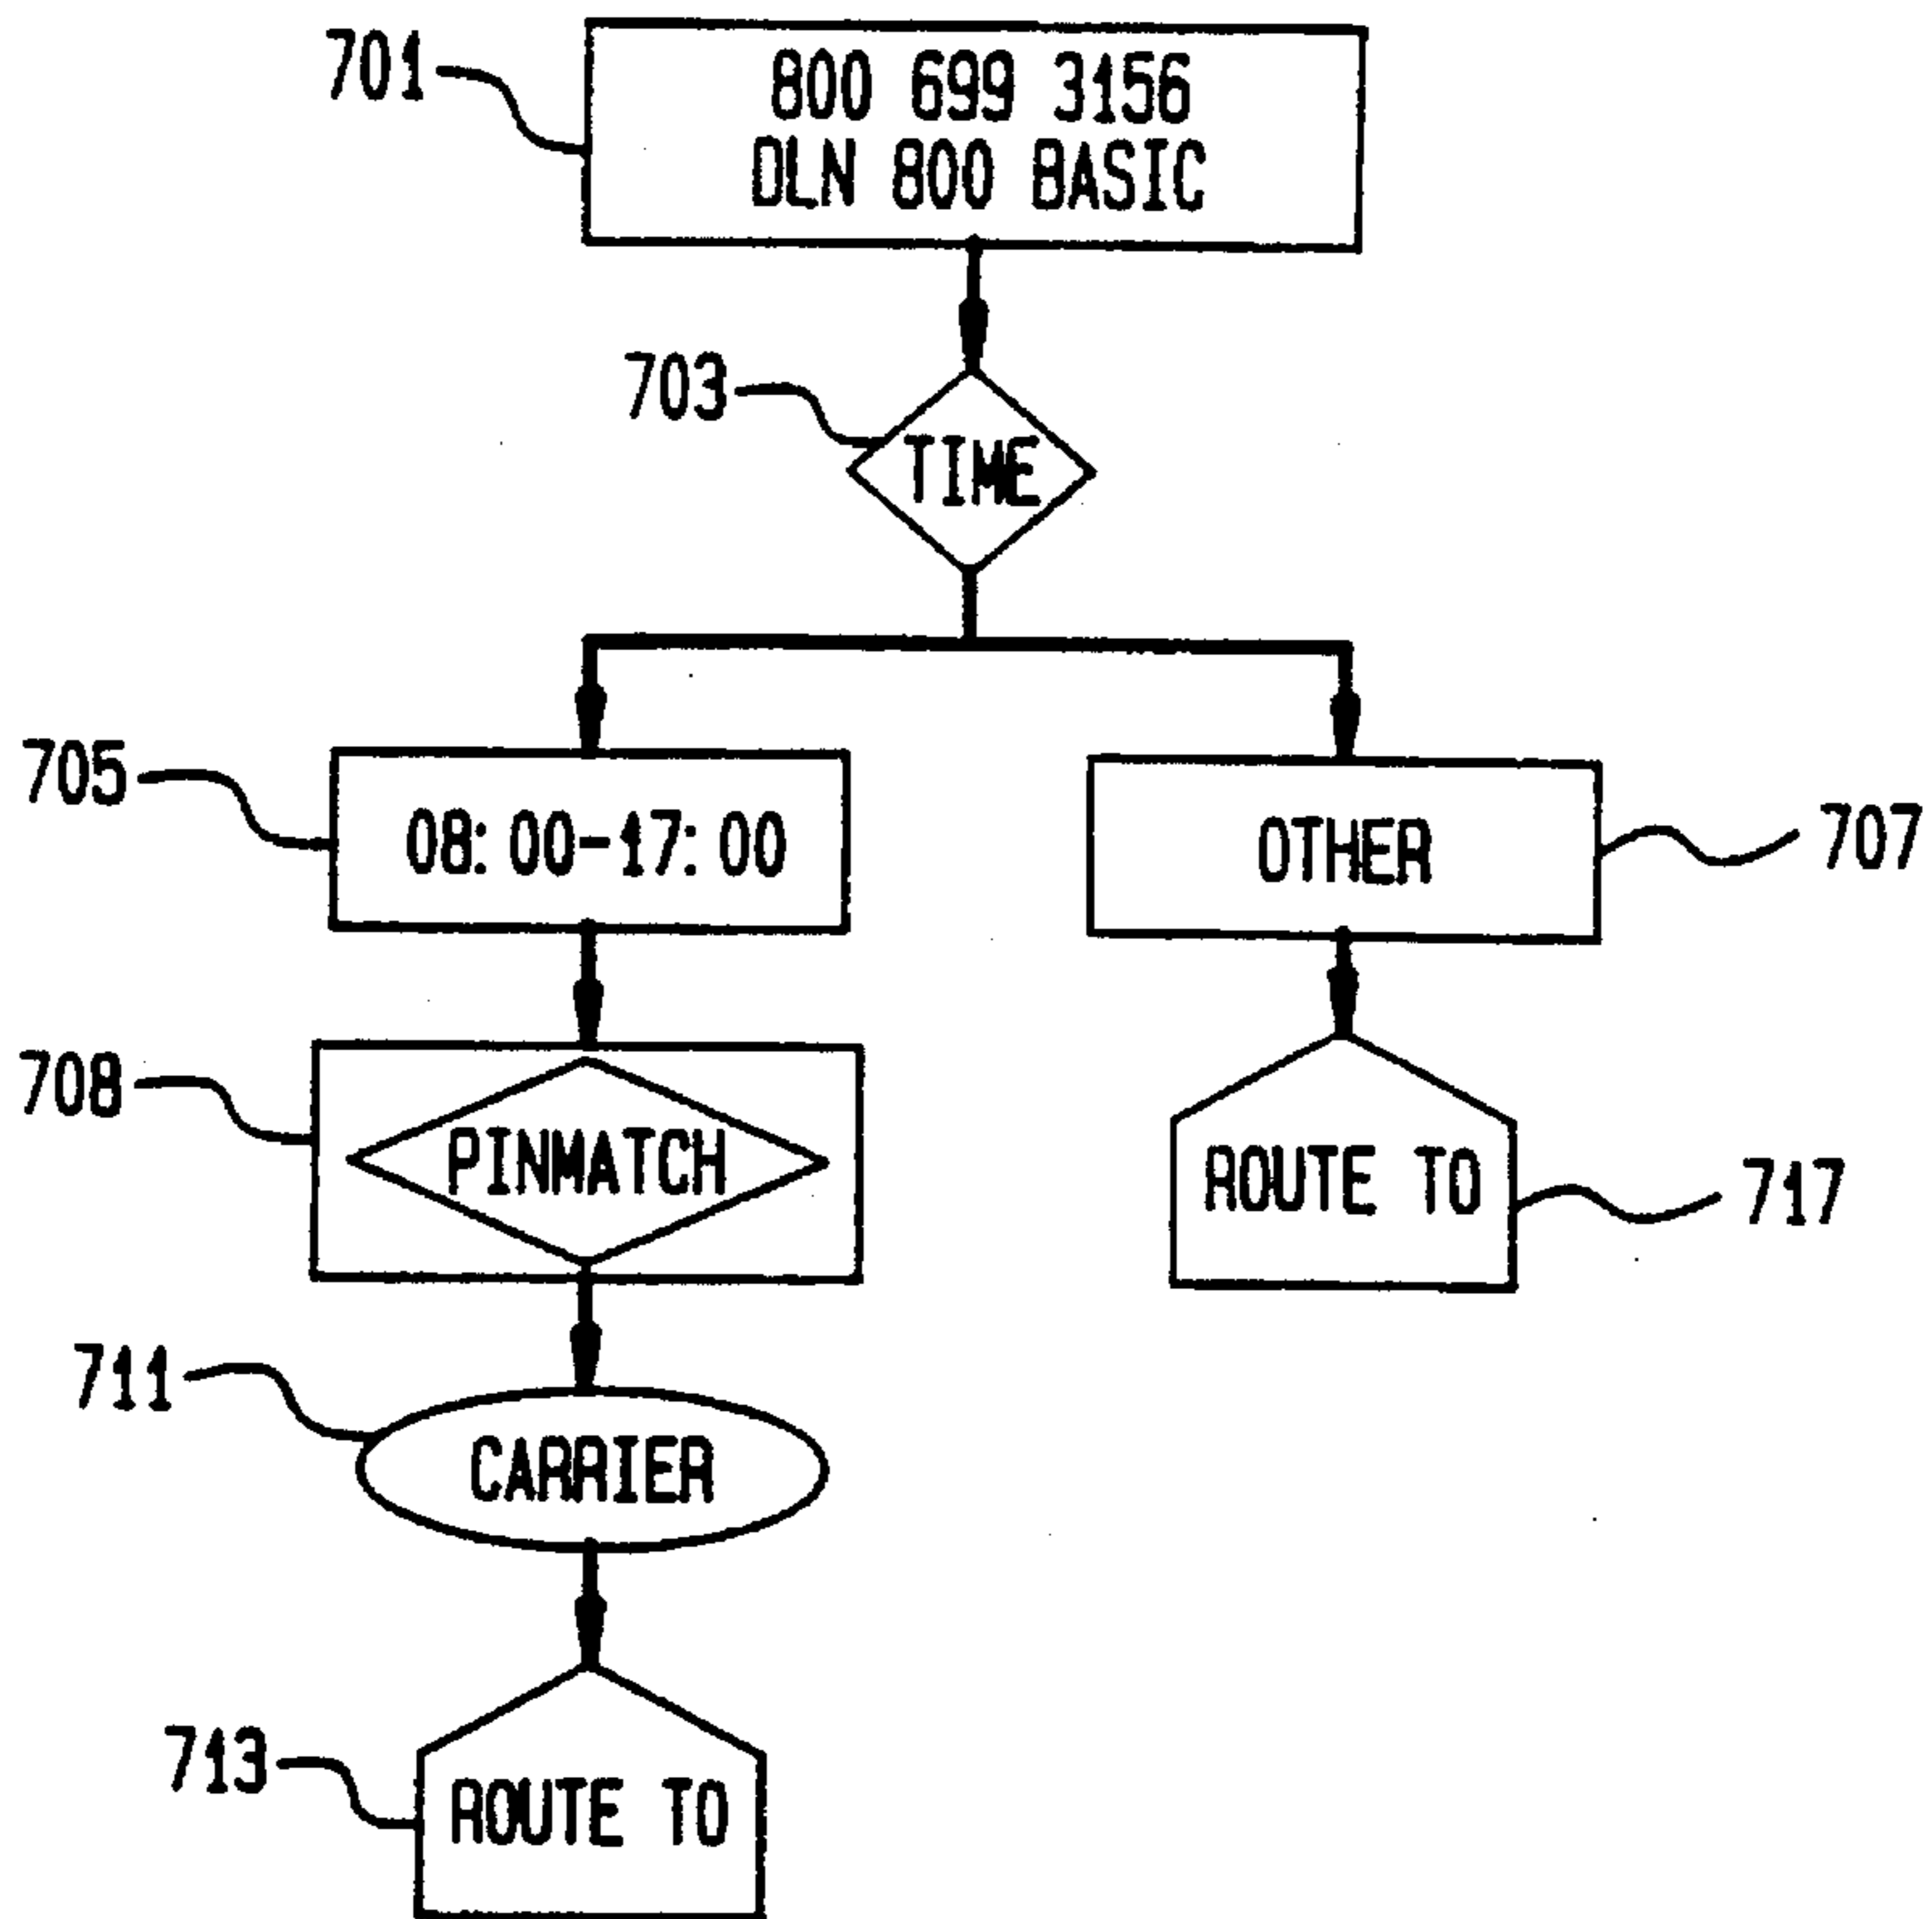 701
800 699 3156
DLN 800 BASIC
703
TIME
705
08:00-17:00
OTHER
707
708
PINMATCH
ROUTE TO
717
711
CARRIER
713
ROUTE TO